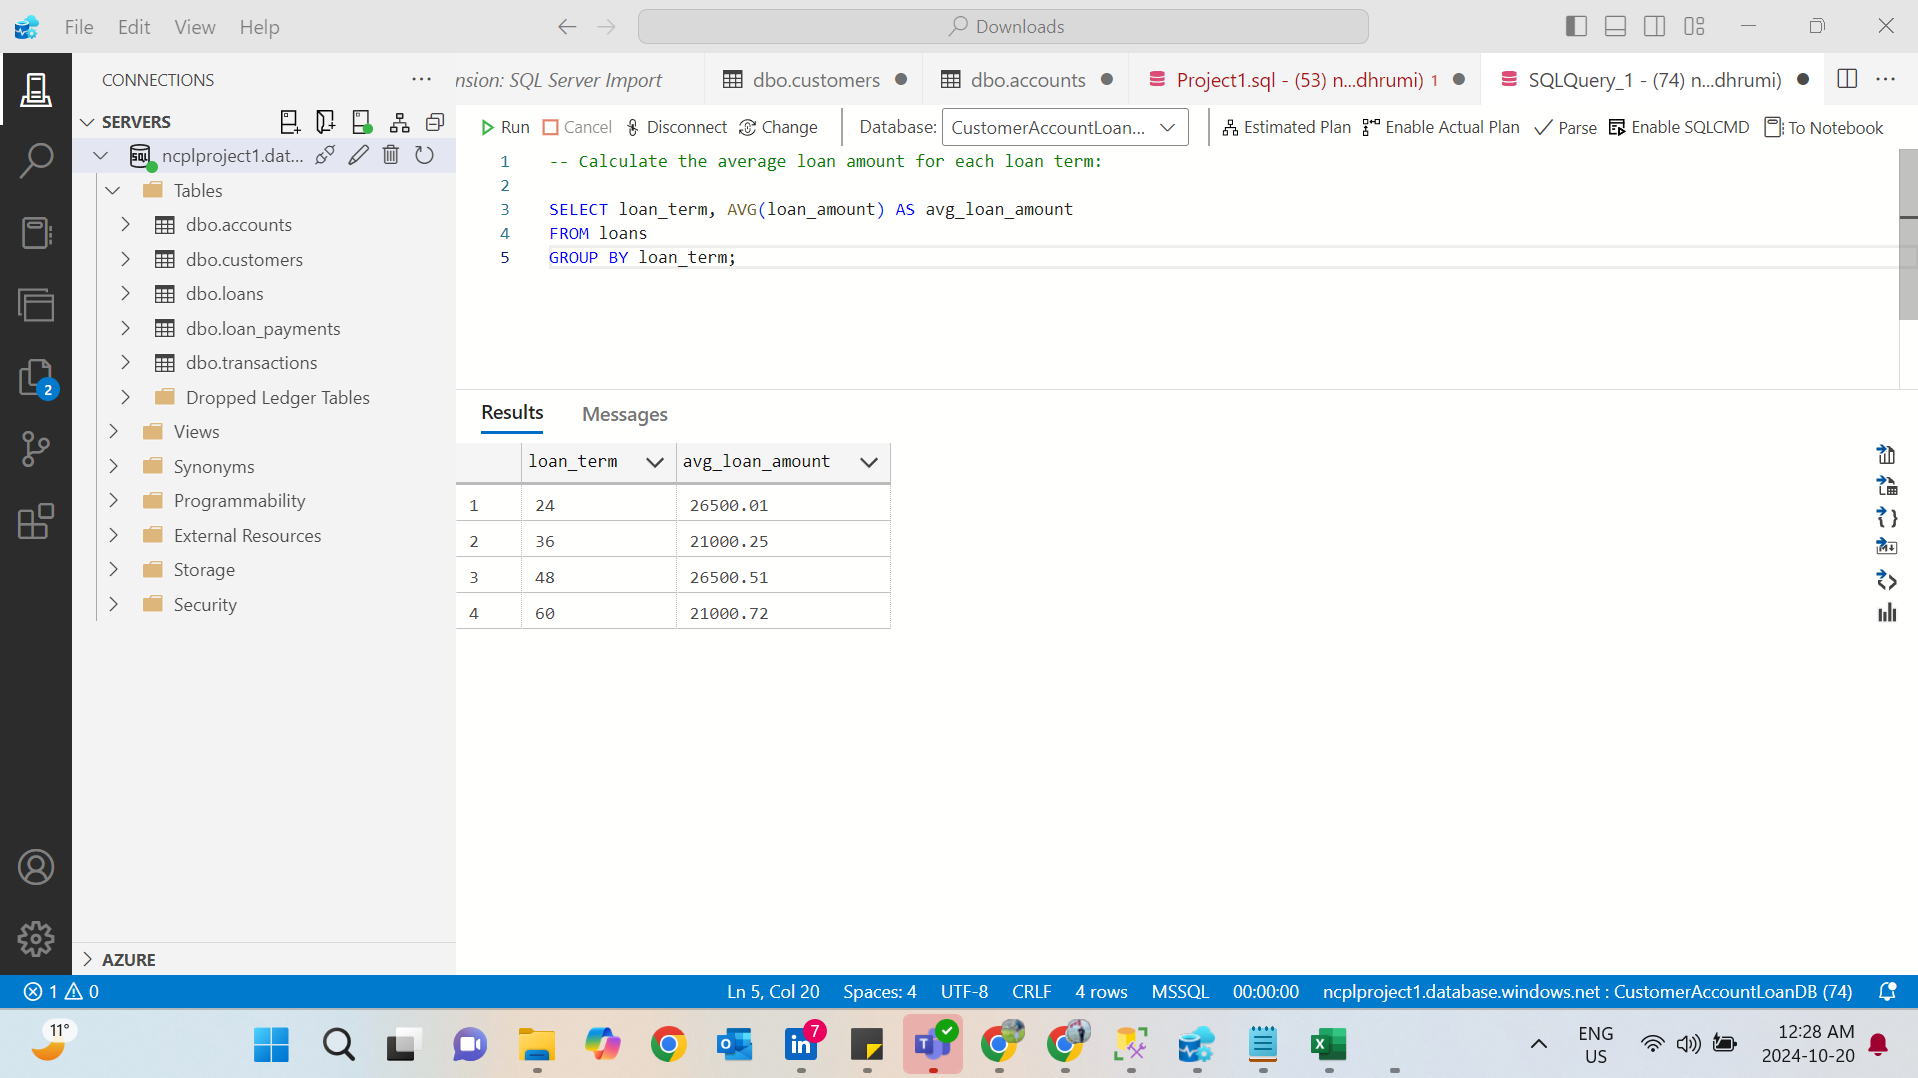 File Edit View Help
Downloads
CONNECTIONS
nsion: SQL Server Import
dbo.customers
dbo.accounts
Project1.sql - (53) n...dhrumi) 1
SQLQuery_1 - (74) n...dhrumi)
SERVERS
Run Cancel Disconnect Change Database: CustomerAccountLoan... Estimated Plan Enable Actual Plan Parse Enable SQLCMD To Notebook
ncplproject1.dat...
Tables
dbo.accounts
dbo.customers
dbo.loans
dbo.loan_payments
dbo.transactions
Dropped Ledger Tables
Views
Synonyms
Programmability
External Resources
Storage
Security
AZURE
2
1 -- Calculate the average loan amount for each loan term:
2
3 SELECT loan_term, AVG(loan_amount) AS avg_loan_amount
4 FROM loans
5 GROUP BY loan_term;
Results Messages
loan_term avg_loan_amount
1 24 26500.01
2 36 21000.25
3 48 26500.51
4 60 21000.72
1 0 Ln 5, Col 20 Spaces: 4 UTF-8 CRLF 4 rows MSSQL 00:00:00 ncplproject1.database.windows.net : CustomerAccountLoanDB (74)
11°
7
ENG
US
12:28 AM
2024-10-20